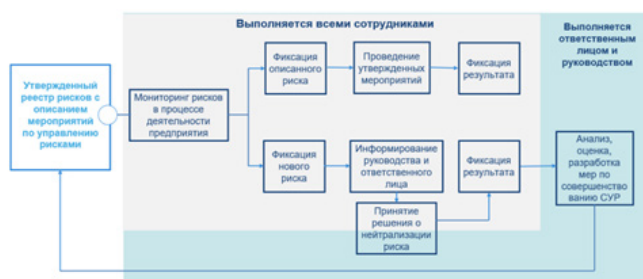 Выполняется всеми сотрудниками
Выполняется
ответственным
лицом и
руководством
Утвержденный
реестр рисков с
описанием
мероприятий
по управлению
рисками
Мониторинг рисков
в процессе
деятельности
предприятия
Фиксация
описанного
риска
Проведение
утвержденных
мероприятий
Фиксация
результата
Фиксация
нового
риска
Информирование
руководства и
ответственного
лица
Фиксация
результата
Принятие
решения о
нейтрализации
риска
Анализ,
оценка,
разработка
мер по
совершенство
ванию СУР